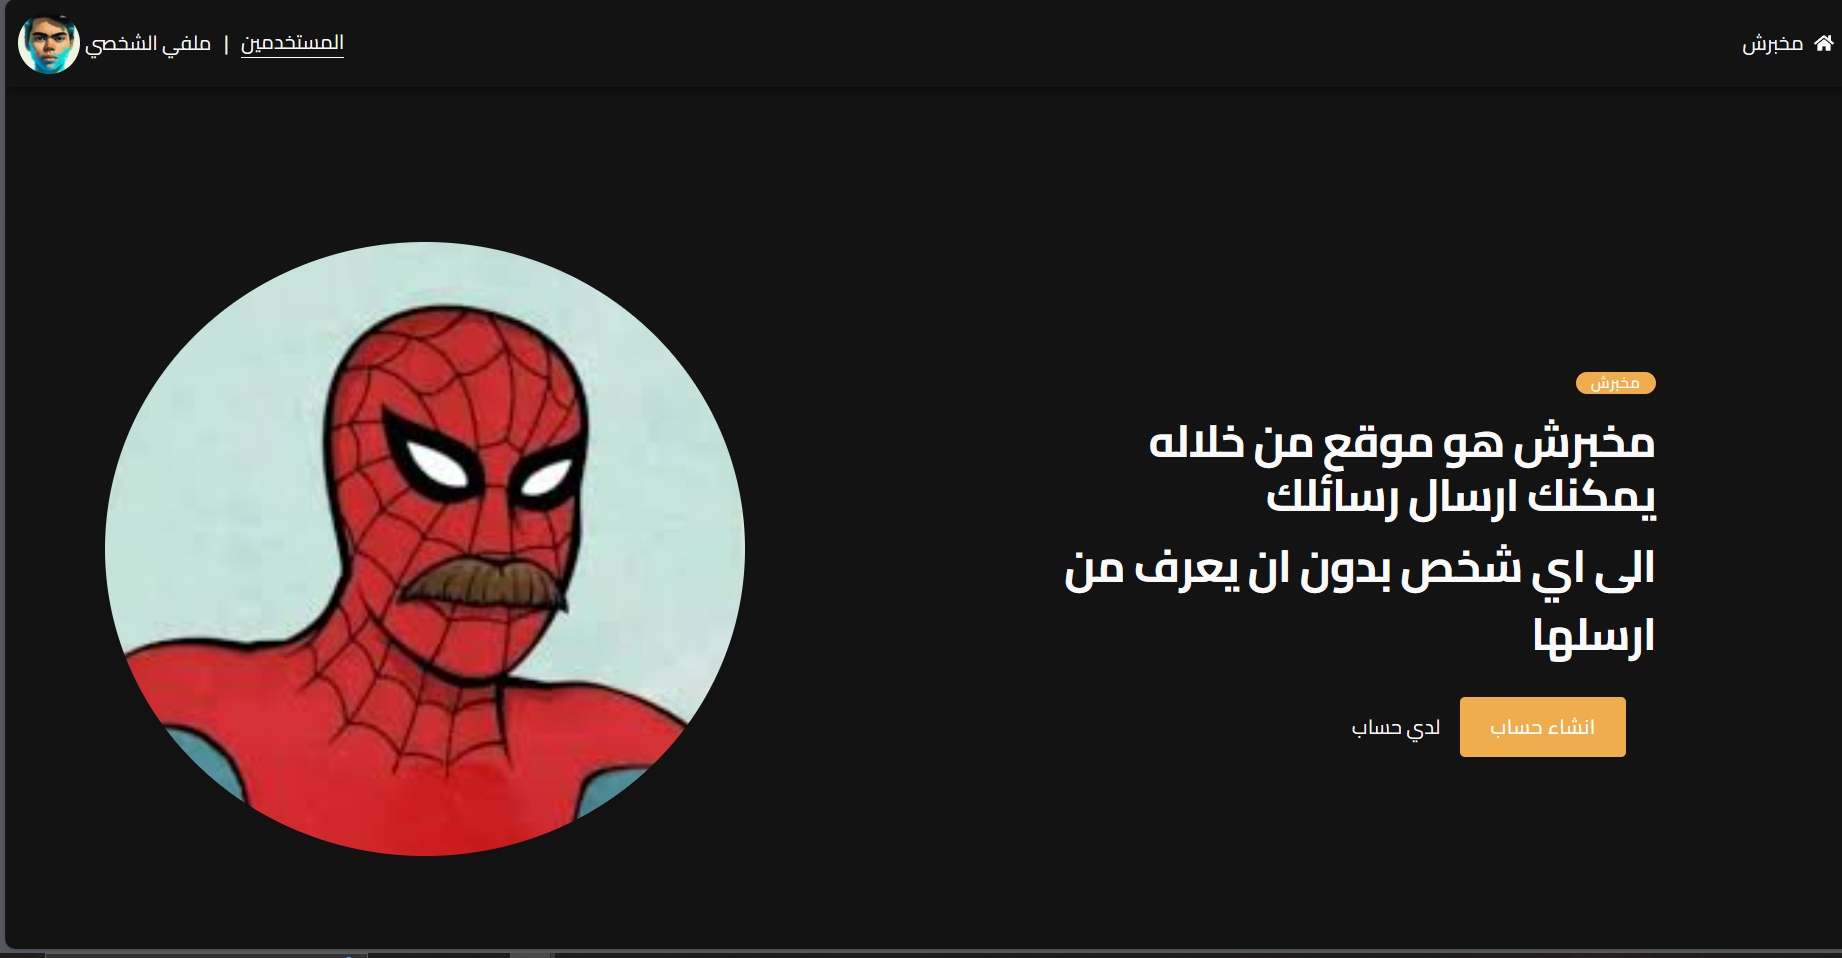 مخبرش
المستخدمين | ملفي الشخصي
مخبرش
مخبرش هو موقع من خلاله
يمكنك ارسال رسائلك
الى اي شخص بدون ان يعرف من
ارسلها
انشاء حساب
لدي حساب